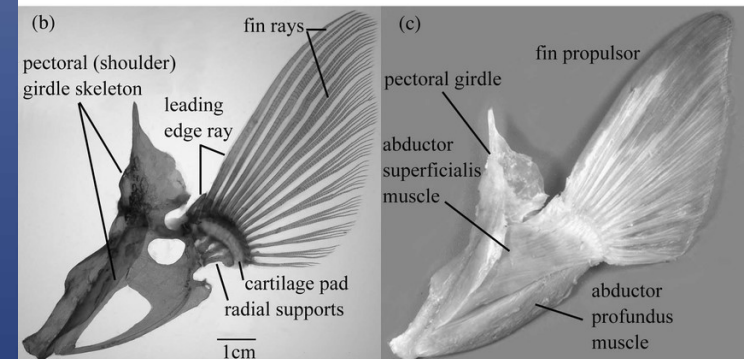 (b)
fin rays
pectoral (shoulder)
girdle skeleton
leading
edge ray
cartilage pad
radial supports
1cm
(c)
fin propulsor
pectoral girdle
abductor
superficialis
muscle
abductor
profundus
muscle